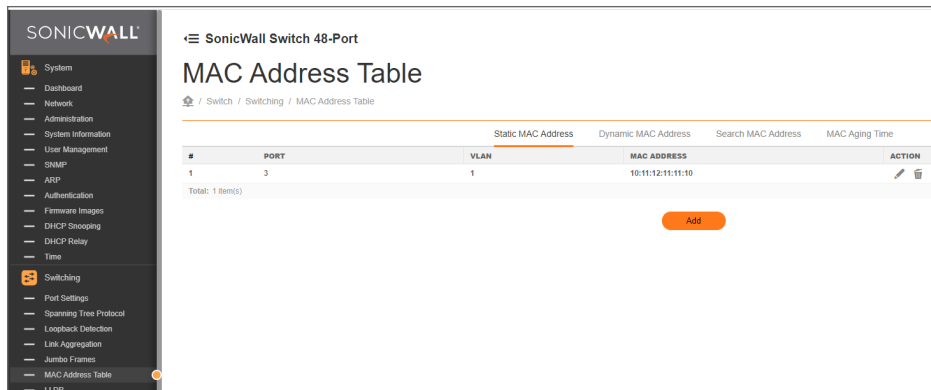 SONICWALL
System
Dashboard
Network
Administration
System Information
User Management
SNMP
ARP
Authentication
Firmware Images
DHCP Snooping
DHCP Relay
Time
Switching
Port Settings
Spanning Tree Protocol
Loopback Detection
Link Aggregation
Jumbo Frames
MAC Address Table
LLDP
SonicWall Switch 48-Port
MAC Address Table
/ Switch / Switching / MAC Address Table
Static MAC Address Dynamic MAC Address Search MAC Address MAC Aging Time
# PORT VLAN MAC ADDRESS ACTION
1 3 1 10:11:12:11:11:10
Total: 1 item(s)
Add